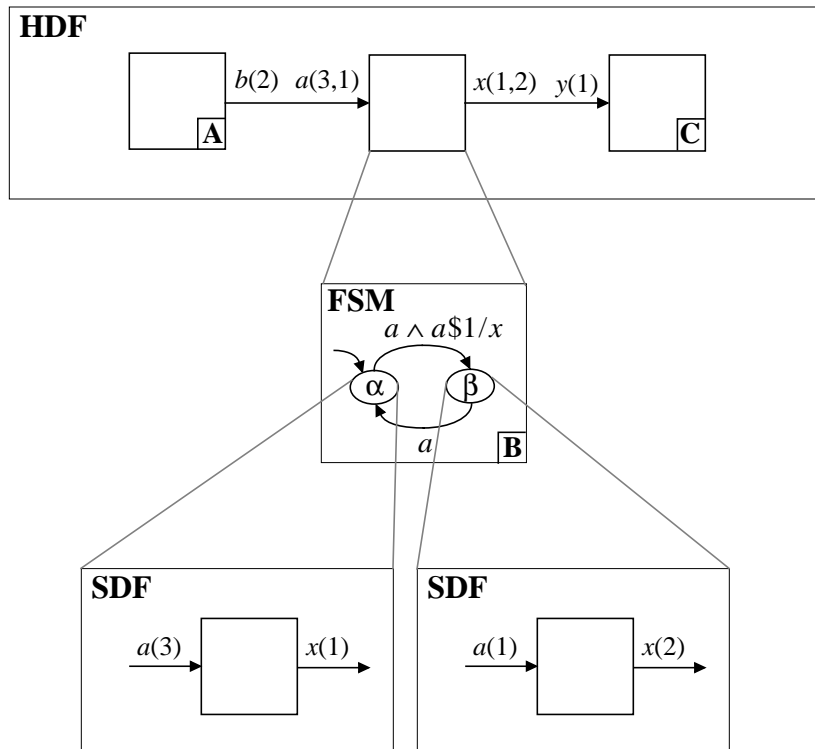 HDF
b(2) a(3,1) x(1,2) y(1)
A C
FSM
a ∧ a$1/x
α β
a
B
SDF SDF
a(3) x(1) a(1) x(2)